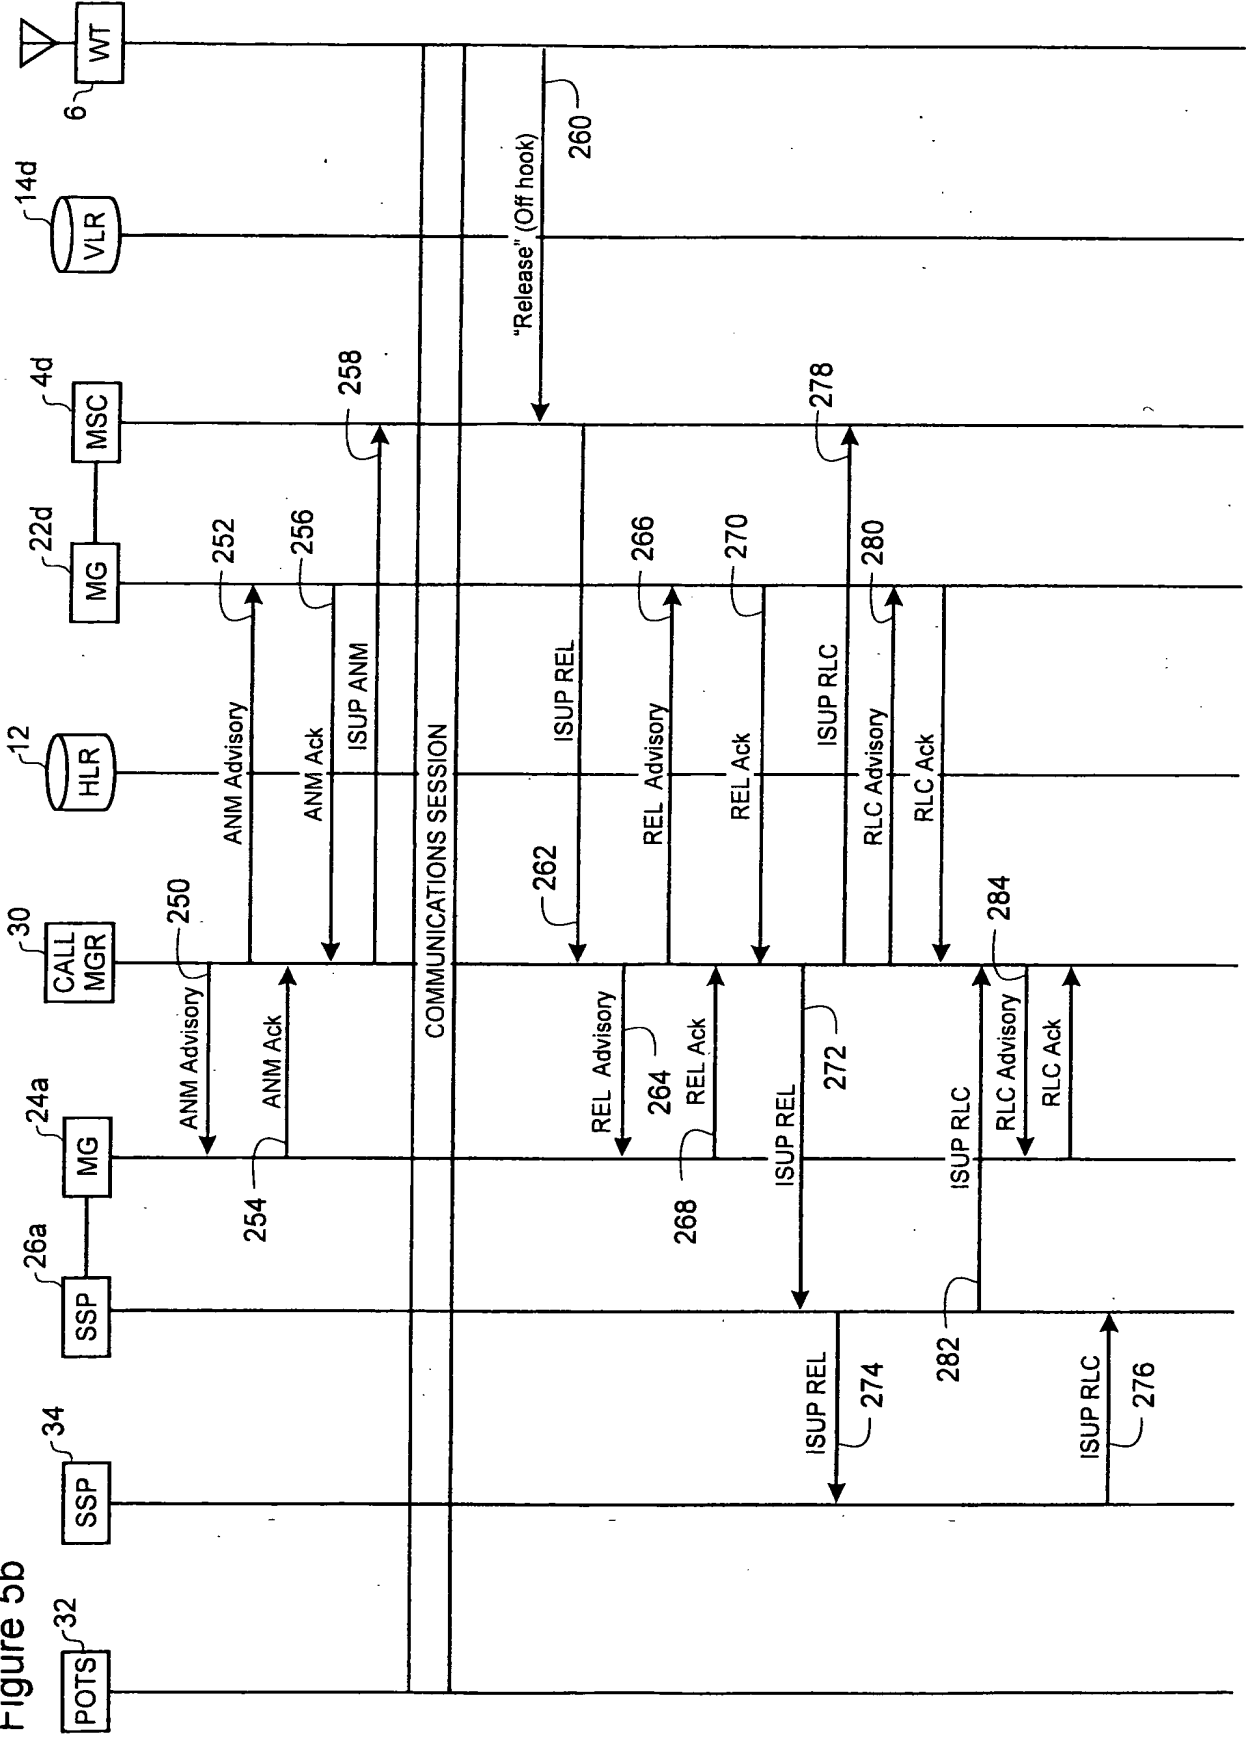 Figure 5b
POTS
32
SSP
34
SSP
26a
MG
24a
CALL
MGR
30
HLR
12
MG
22d
MSC
4d
VLR
14d
WT
6
ANM Advisory
250
ANM Advisory
252
ANM Ack
254
ANM Ack
256
ISUP ANM
258
COMMUNICATIONS SESSION
"Release" (Off hook)
260
ISUP REL
262
REL Advisory
264
REL Advisory
266
REL Ack
268
REL Ack
270
ISUP REL
272
ISUP REL
274
ISUP RLC
278
RLC Advisory
280
RLC Ack
ISUP RLC
282
RLC Advisory
284
RLC Ack
ISUP RLC
276